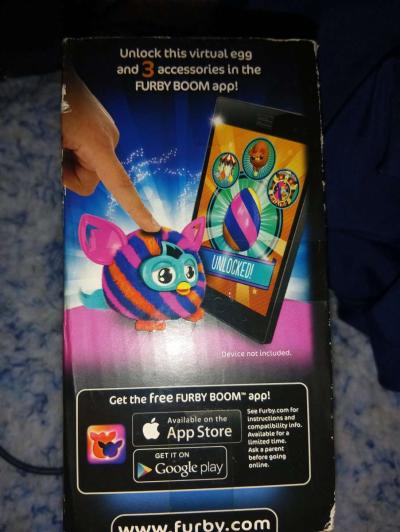 Unlock this virtual egg
and 3 accessories in the
FURBY BOOM app!
UNLOCKED!
Device not included.
Get the free FURBY BOOM™ app!
Available on the
App Store
GET IT ON
Google play
See Furby.com for
instructions and
compatibility info.
Available for a
limited time.
Ask a parent
before going
online.
www.furby.com